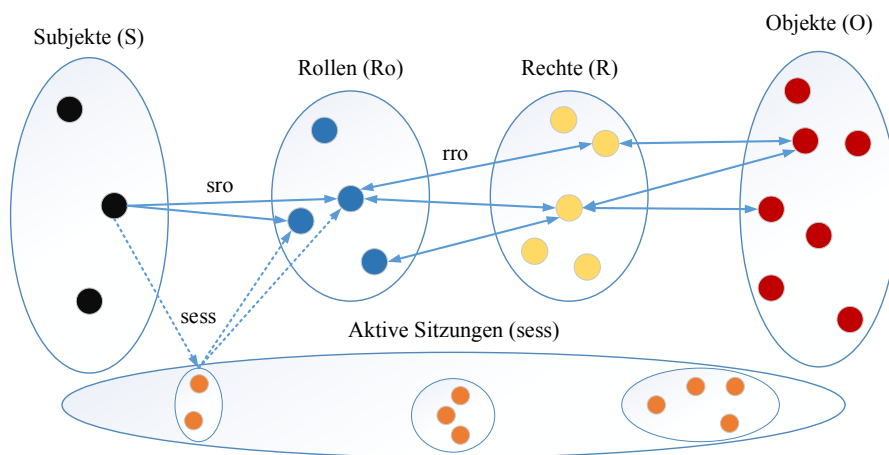 Subjekte (S)
Rollen (Ro)
Rechte (R)
Objekte (O)
sro
rro
sess
Aktive Sitzungen (sess)